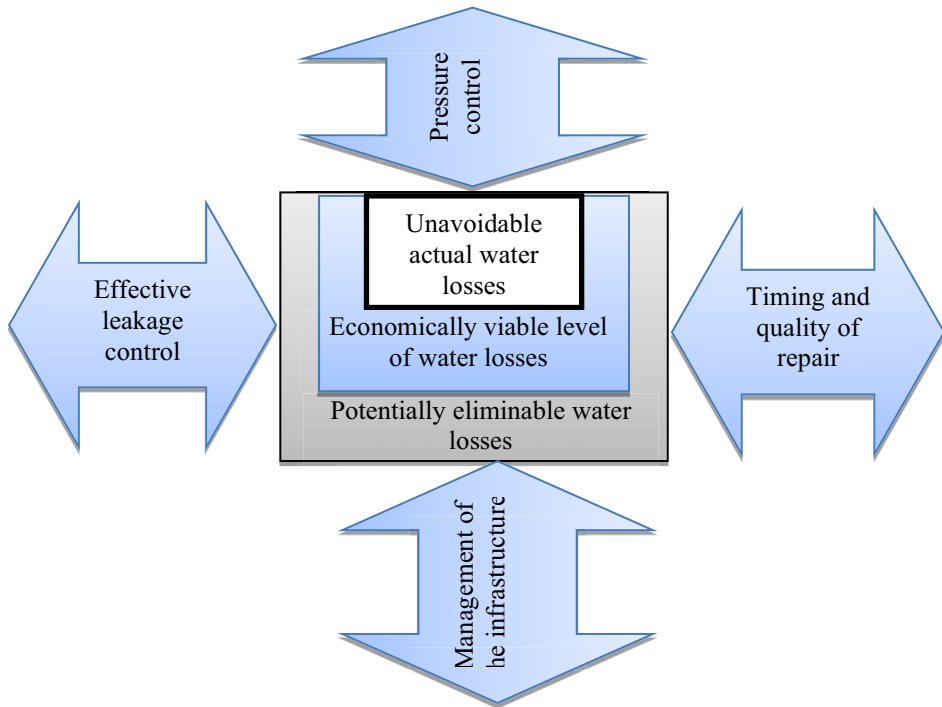 Pressure
control
Unavoidable
actual water
losses
Effective
leakage
control
Economically viable level
of water losses
Timing and
quality of
repair
Potentially eliminable water
losses
Management of
he infrastructure